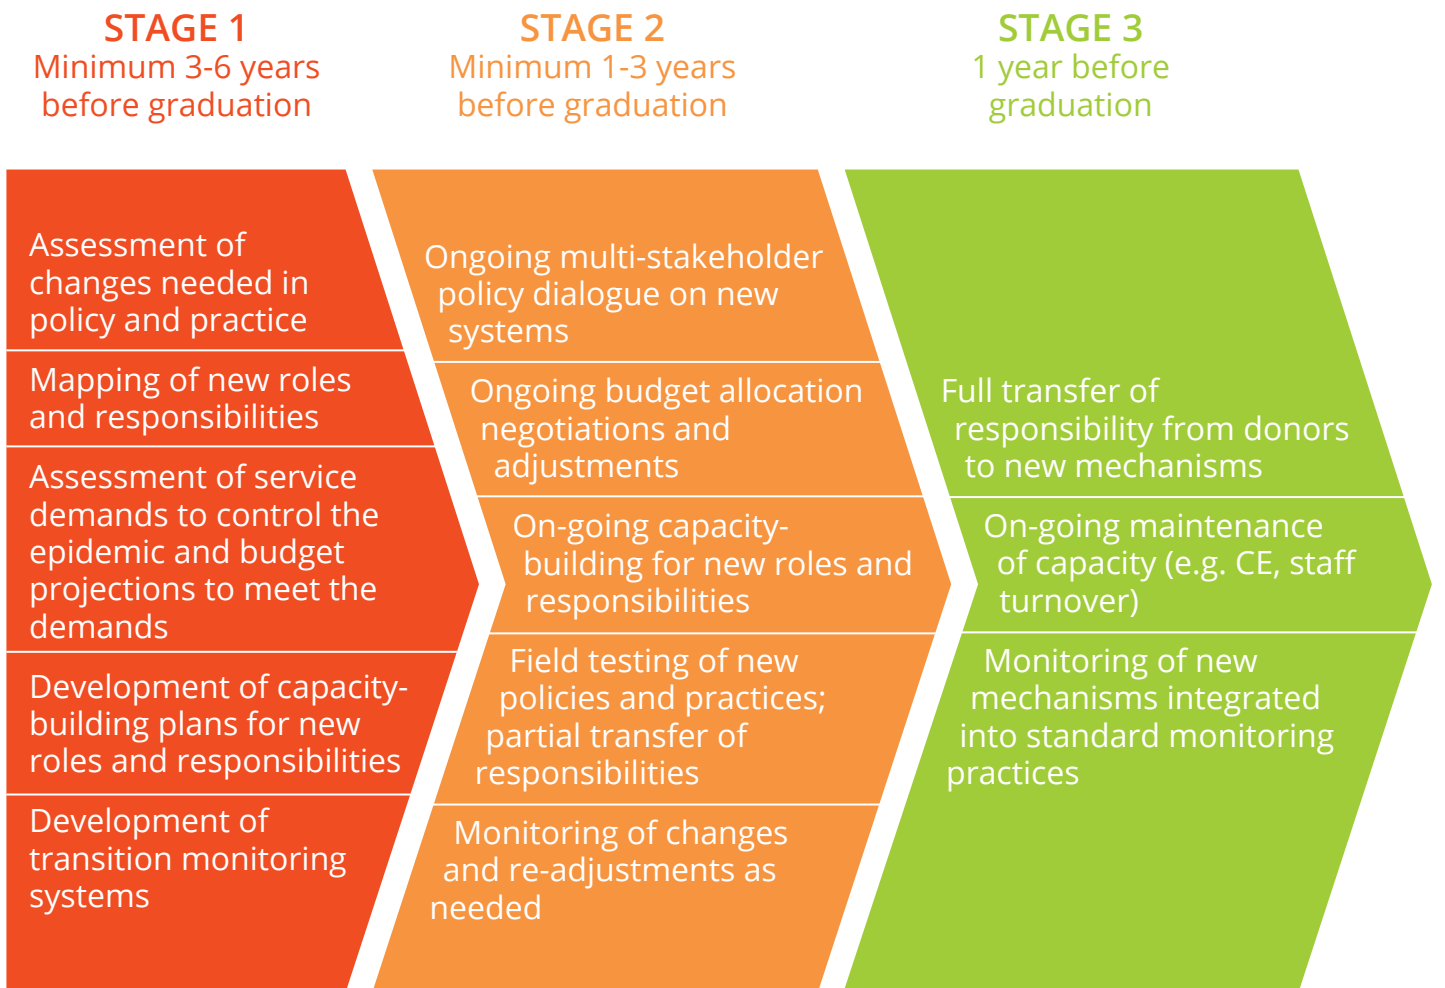 STAGE 1
Minimum 3-6 years
before graduation
STAGE 2
Minimum 1-3 years
before graduation
STAGE 3
1 year before
graduation
Assessment of
changes needed in
policy and practice
Mapping of new roles
and responsibilities
Assessment of service
demands to control the
epidemic and budget
projections to meet the
demands
Development of capacity-
building plans for new
roles and responsibilities
Development of
transition monitoring
systems
Ongoing multi-stakeholder
policy dialogue on new
systems
Ongoing budget allocation
negotiations and
adjustments
On-going capacity-
building for new roles and
responsibilities
Field testing of new
policies and practices;
partial transfer of
responsibilities
Monitoring of changes
and re-adjustments as
needed
Full transfer of
responsibility from donors
to new mechanisms
On-going maintenance
of capacity (e.g. CE, staff
turnover)
Monitoring of new
mechanisms integrated
into standard monitoring
practices